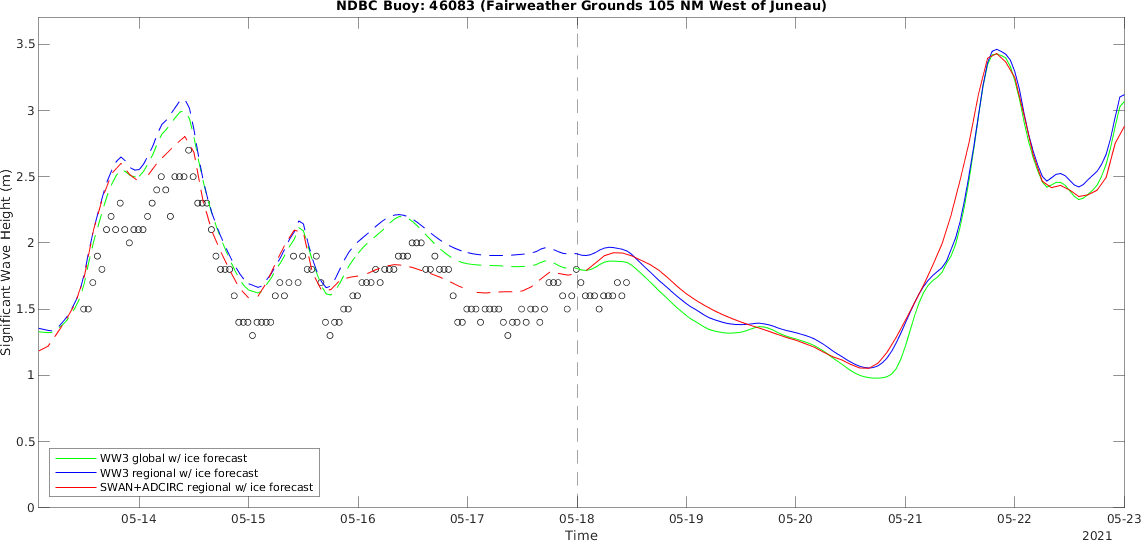 NDBC Buoy: 46083 (Fairweather Grounds 105 NM West of Juneau)
Significant Wave Height (m)
3.5
3
2.5
2
1.5
1
0.5
0
WW3 global w/ ice forecast
WW3 regional w/ ice forecast
SWAN+ADCIRC regional w/ ice forecast
05-14 05-15 05-16 05-17 05-18 05-19 05-20 05-21 05-22 05-23
Time
2021